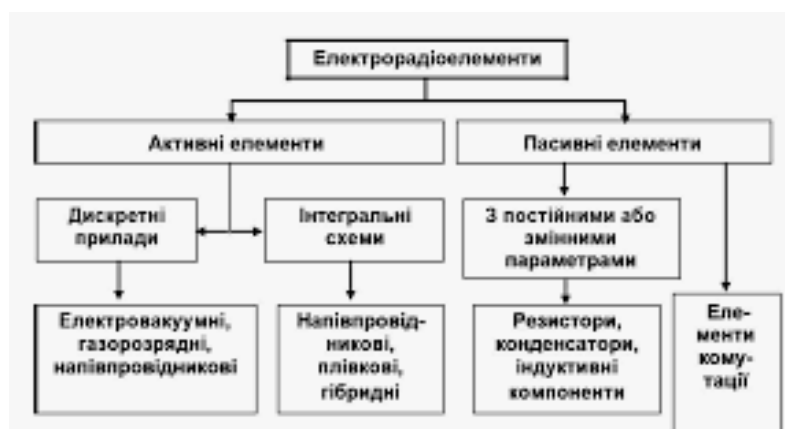 Електрорадіоелементи
Активні елементи
Пасивні елементи
Дискретні
прилади
Інтегральні
схеми
З постійними або
змінними
параметрами
Електровакуумні,
газорозрядні,
напівпровідникові
Напівпровід-
никові,
плівкові,
гібридні
Резистори,
конденсатори,
індуктивні
компоненти
Еле-
менти
кому-
тації